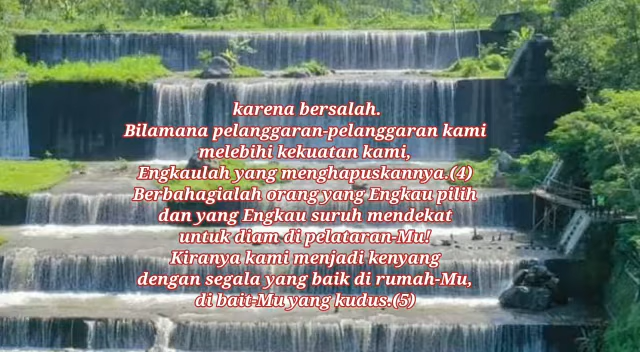 karena bersalah.
Bilamana pelanggaran-pelanggaran kami
melebihi kekuatan kami,
Engkaulah yang menghapuskannya.(4)
Berbahagialah orang yang Engkau pilih
dan yang Engkau suruh mendekat
untuk diam di pelataran-Mu!
Kiranya kami menjadi kenyang
dengan segala yang baik di rumah-Mu,
di bait-Mu yang kudus.(5)